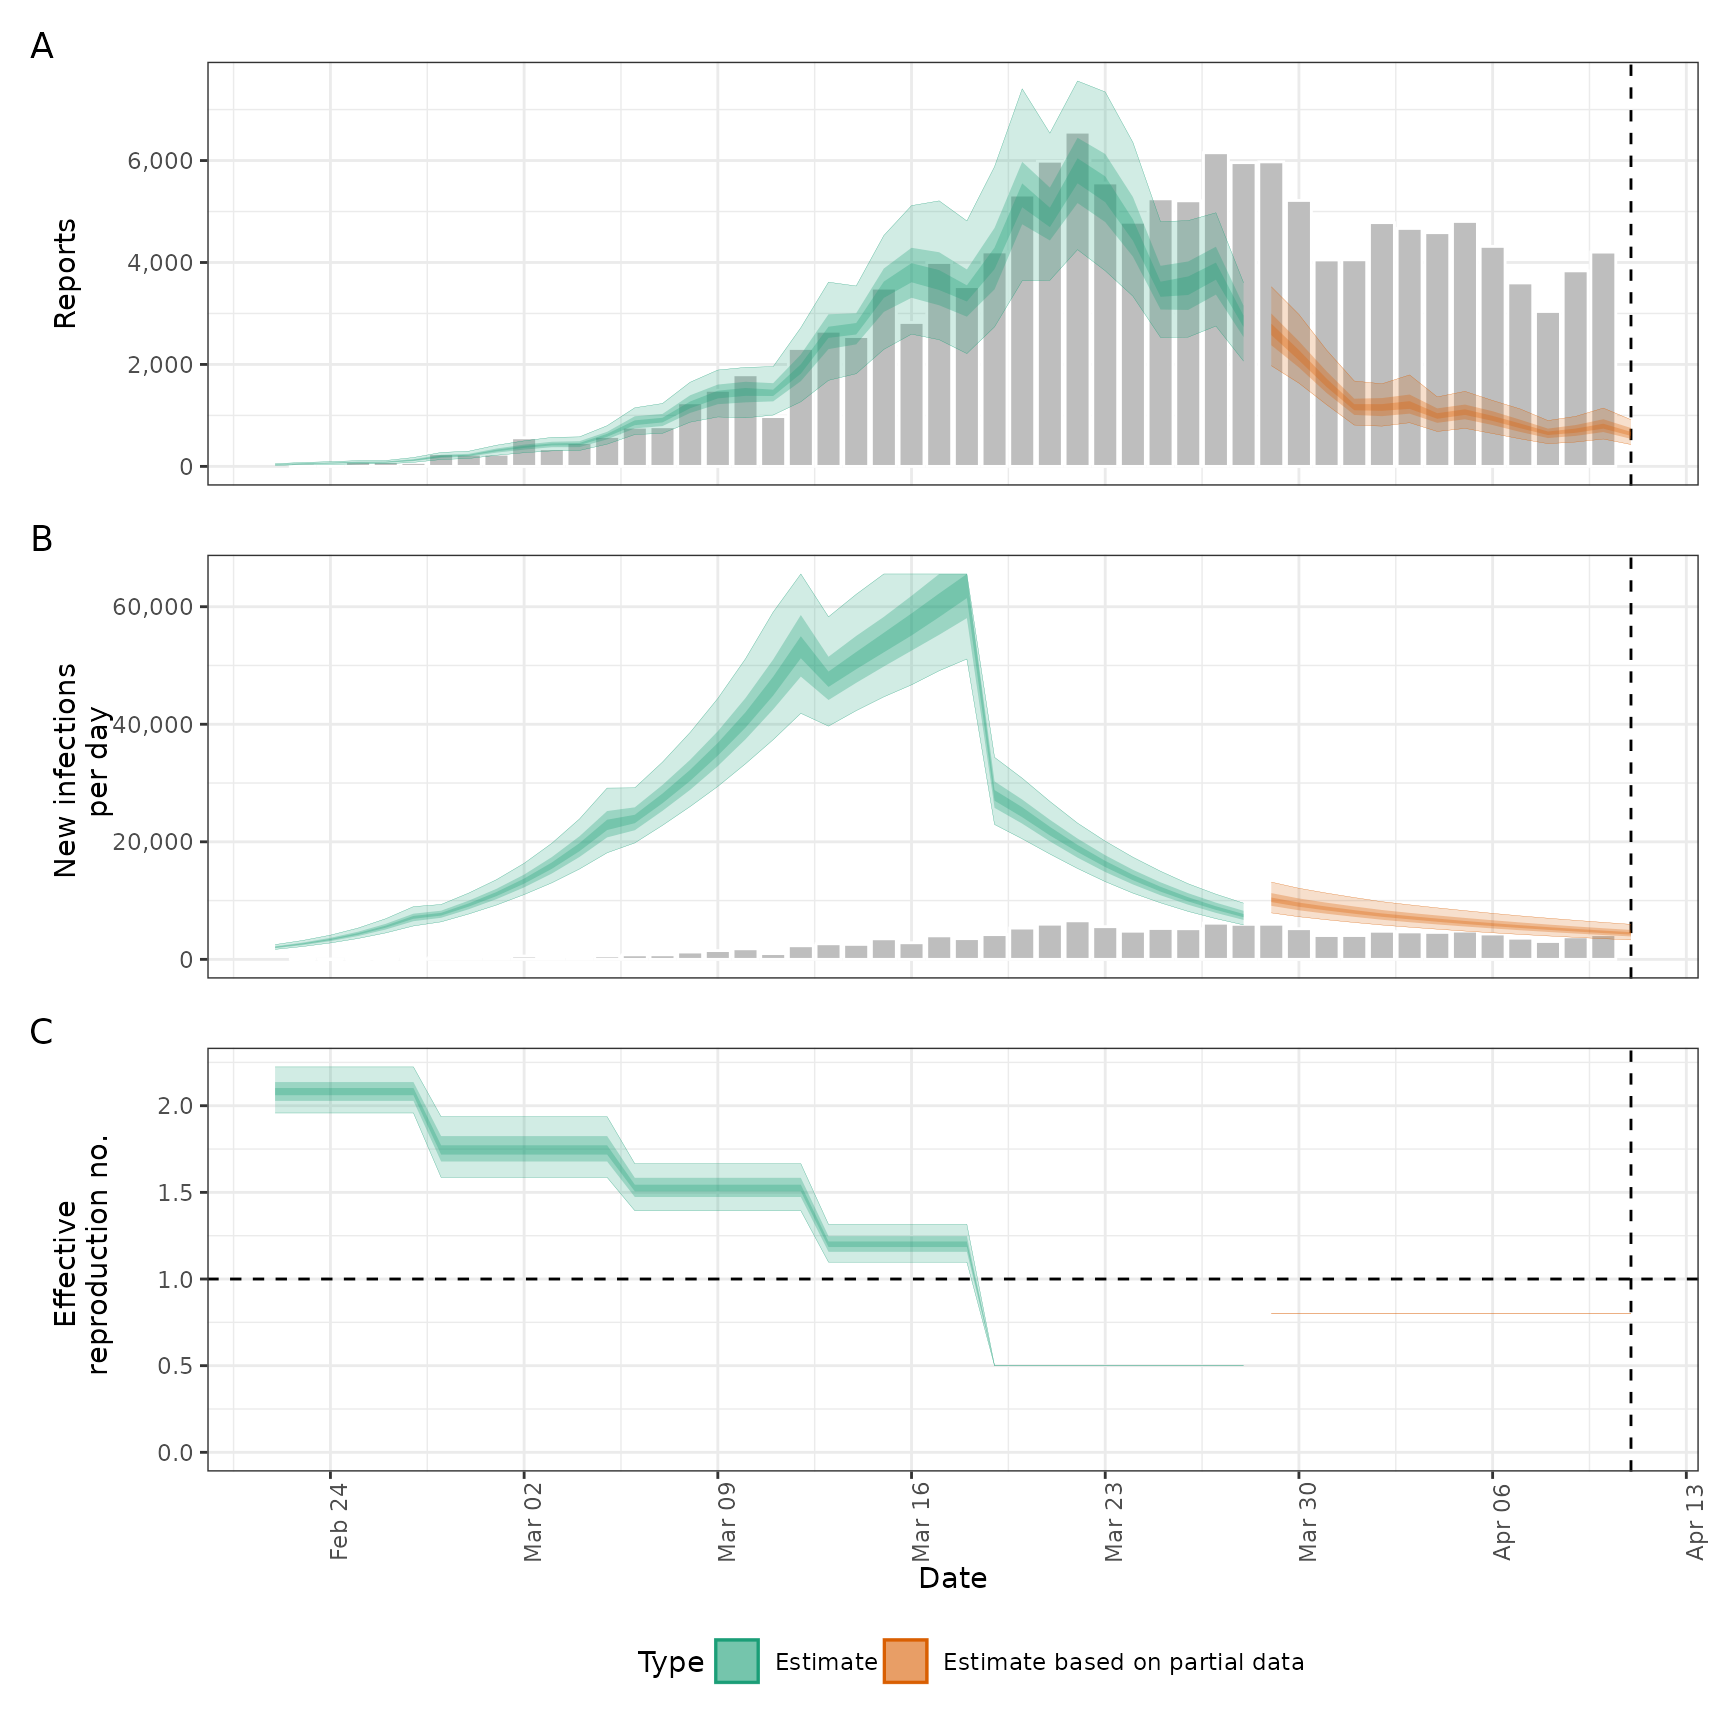 A
Reports
6,000
4,000
2,000
0
B
New infections
per day
60,000
40,000
20,000
0
C
Effective
reproduction no.
2.0
1.5
1.0
0.5
0.0
Feb 24
Mar 02
Mar 09
Mar 16
Mar 23
Mar 30
Apr 06
Apr 13
Date
Type Estimate Estimate based on partial data